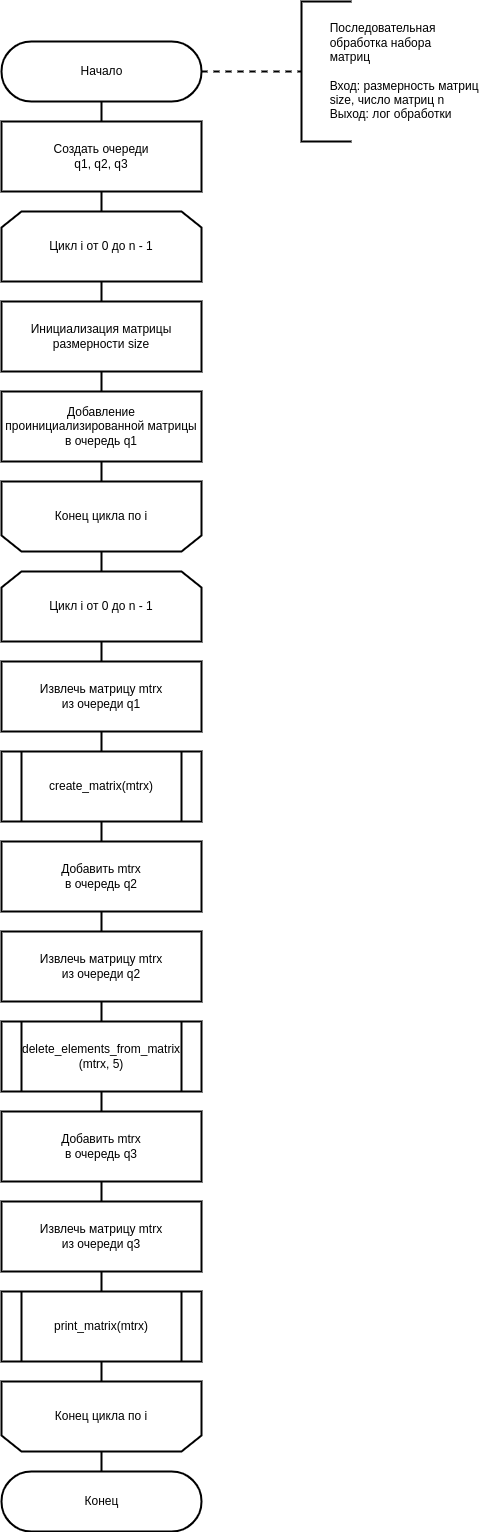 Начало
Последовательная
обработка набора
матриц
Вход: размерность матриц
size, число матриц n
Выход: лог обработки
Создать очереди
q1, q2, q3
Цикл i от 0 до n - 1
Инициализация матрицы
размерности size
Добавление
проинициализированной матрицы
в очередь q1
Конец цикла по i
Цикл i от 0 до n - 1
Извлечь матрицу mtrx
из очереди q1
create_matrix(mtrx)
Добавить mtrx
в очередь q2
Извлечь матрицу mtrx
из очереди q2
delete_elements_from_matrix
(mtrx, 5)
Добавить mtrx
в очередь q3
Извлечь матрицу mtrx
из очереди q3
print_matrix(mtrx)
Конец цикла по i
Конец